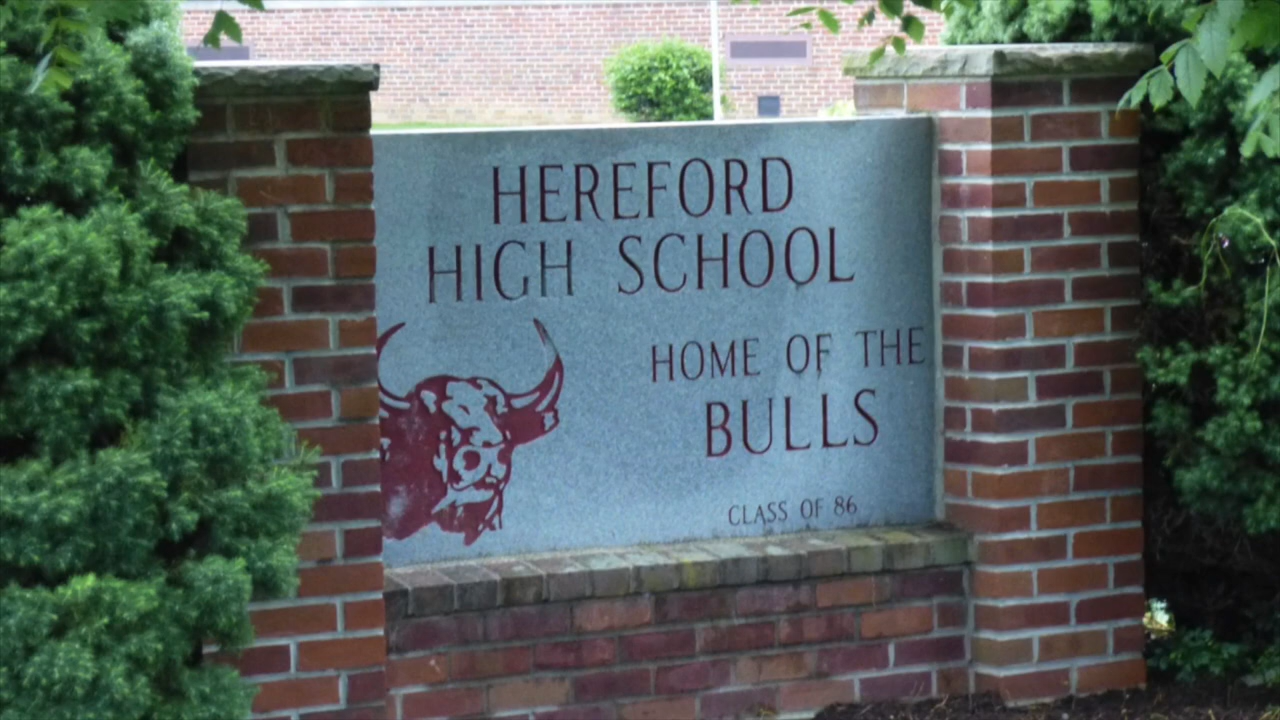 HEREFORD
HIGH SCHOOL
HOME OF THE
BULLS
CLASS OF 86